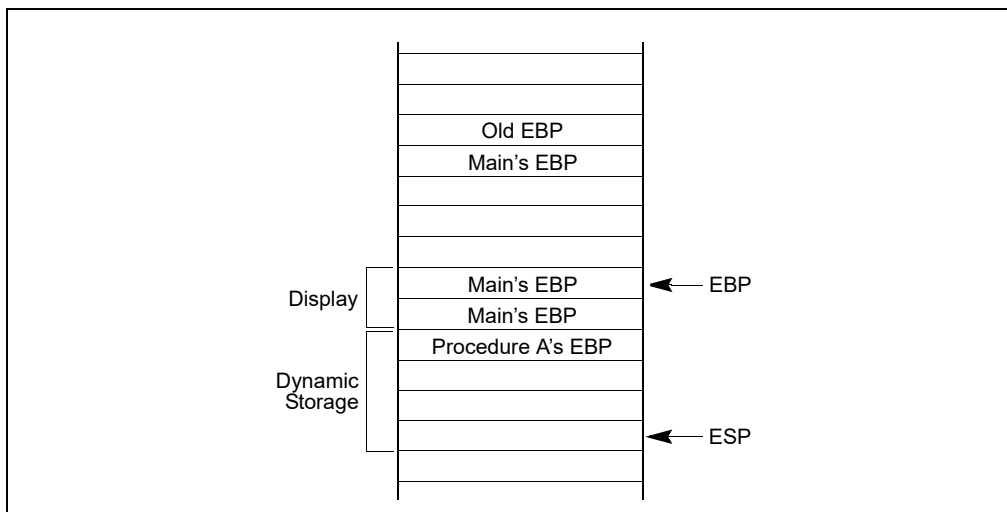 Old EBP
Main's EBP
Main's EBP
EBP
Display
Main's EBP
Procedure A's EBP
Dynamic
Storage
ESP